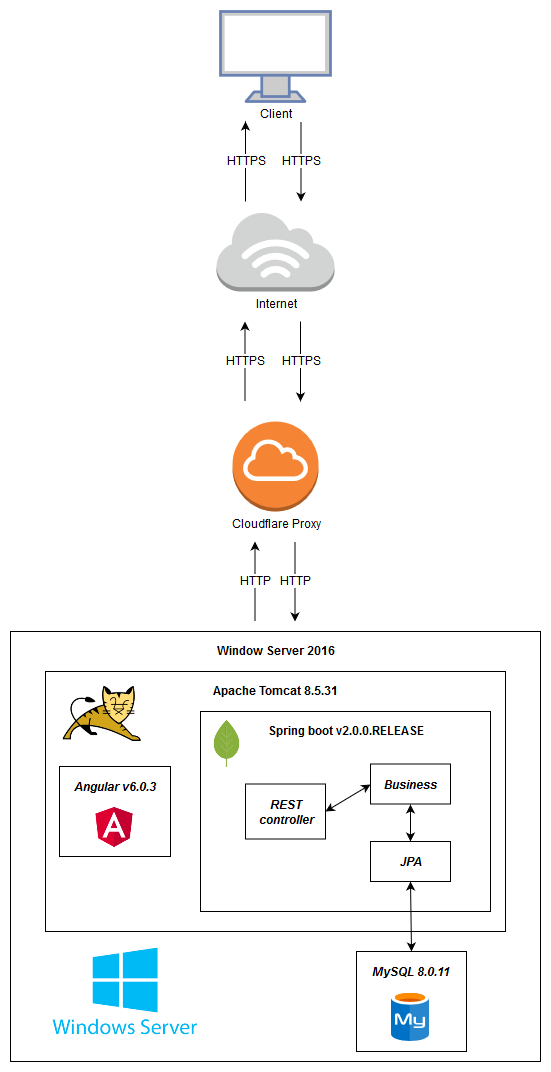 Client
HTTPS HTTPS
Internet
HTTPS HTTPS
Cloudflare Proxy
HTTP HTTP
Window Server 2016
Apache Tomcat 8.5.31
Spring boot v2.0.0.RELEASE
Angular v6.0.3
A
REST
controller
Business
JPA
MySQL 8.0.11
My
Windows Server